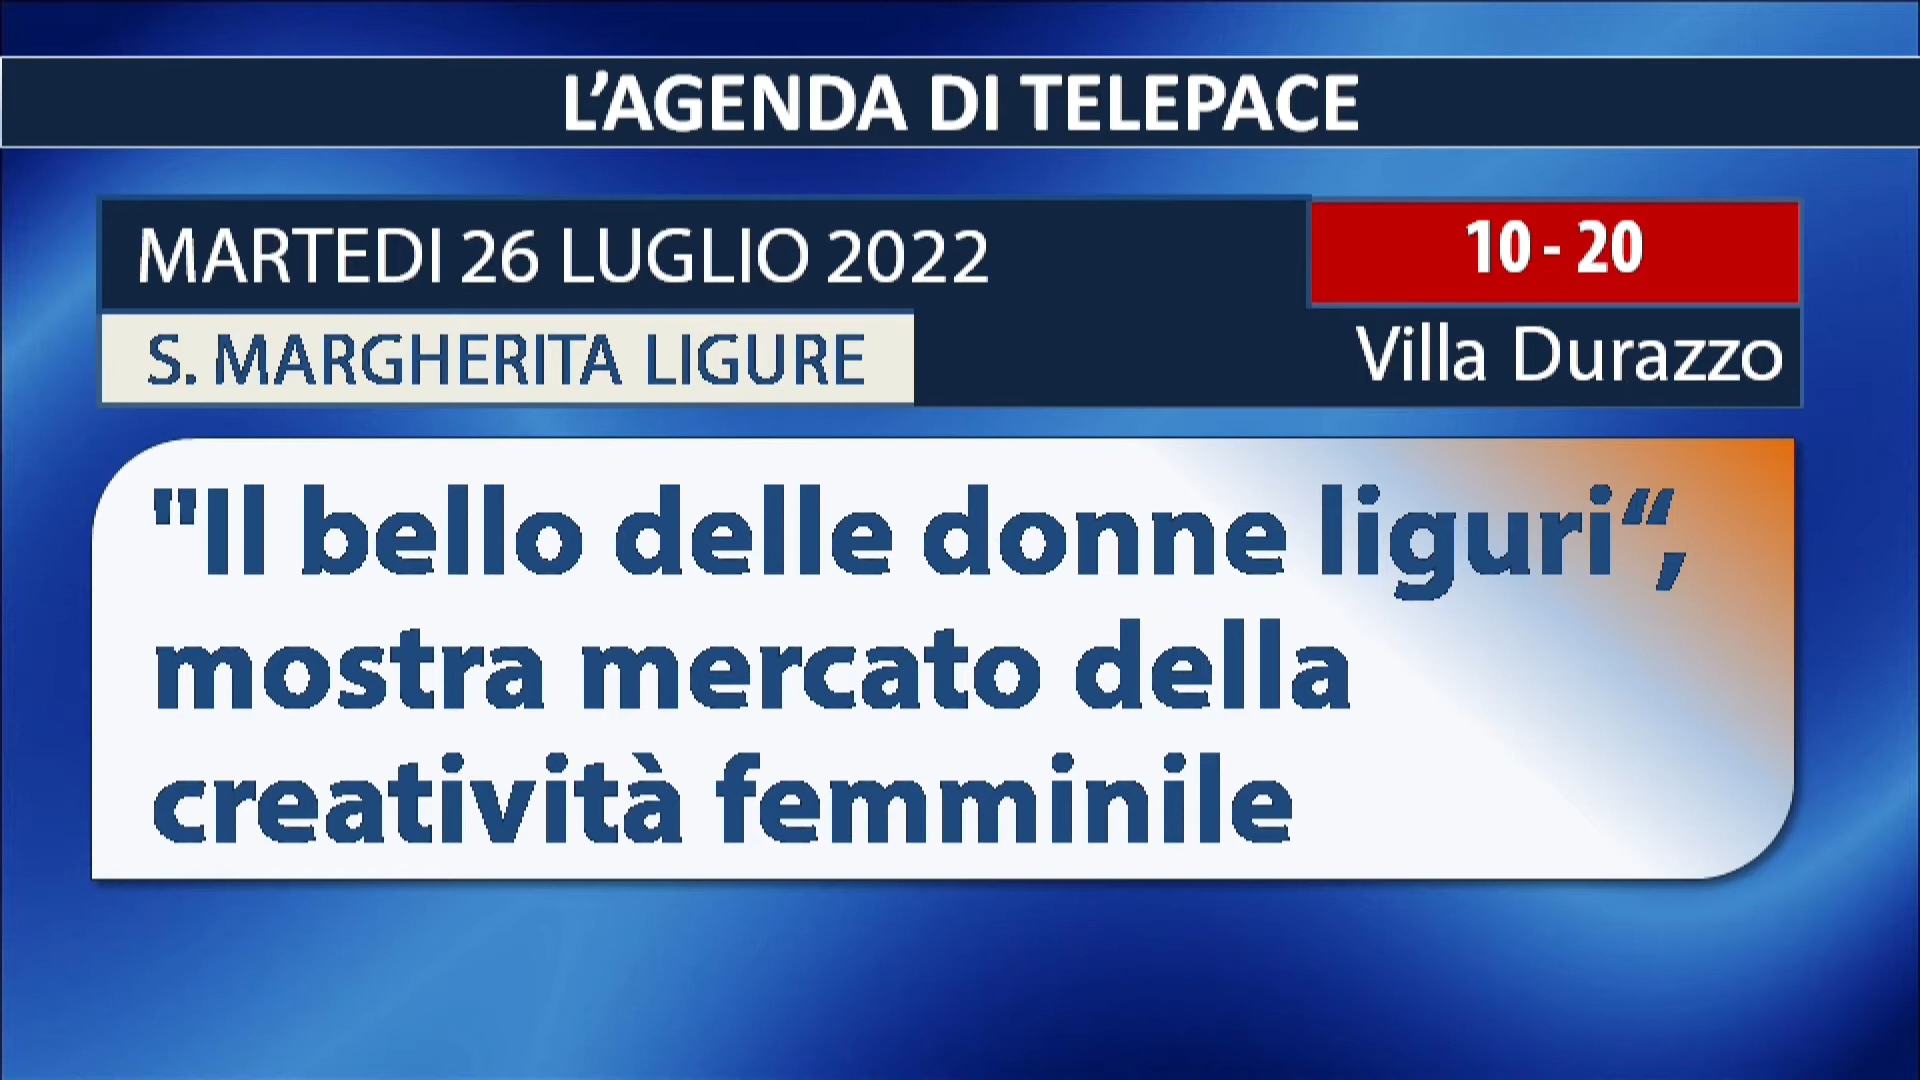 L’AGENDA DI TELEPACE
MARTEDI 26 LUGLIO 2022
10 - 20
S. MARGHERITA LIGURE
Villa Durazzo
"Il bello delle donne liguri“,
mostra mercato della
creatività femminile